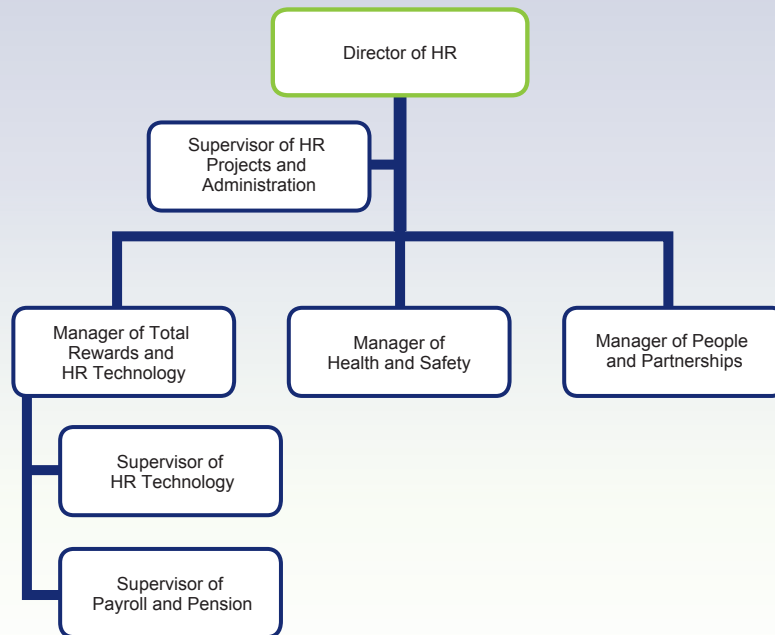 Director of HR
Supervisor of HR
Projects and
Administration
Manager of Total
Rewards and
HR Technology
Manager of
Health and Safety
Manager of People
and Partnerships
Supervisor of
HR Technology
Supervisor of
Payroll and Pension